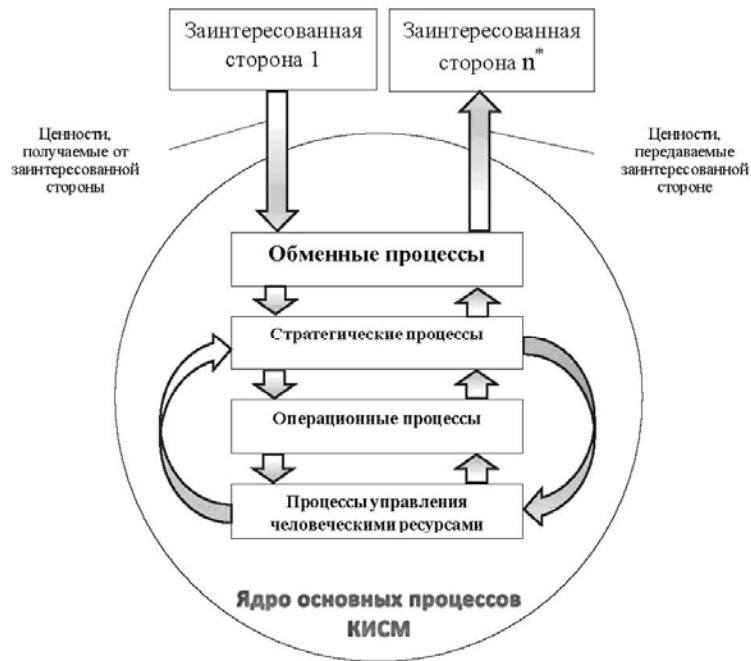 Заинтересованная
сторона 1
Заинтересованная
сторона n*
Ценности,
получаемые от
заинтересованной
стороны
Ценности,
передаваемые
заинтересованной
стороне
Обменные процессы
Стратегические процессы
Операционные процессы
Процессы управления
человеческими ресурсами
Ядро основных процессов
КИСМ